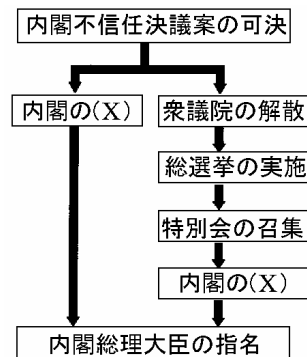 内閣不信任決議案の可決
内閣の(X)
衆議院の解散
総選挙の実施
特別会の召集
内閣の(X)
内閣総理大臣の指名